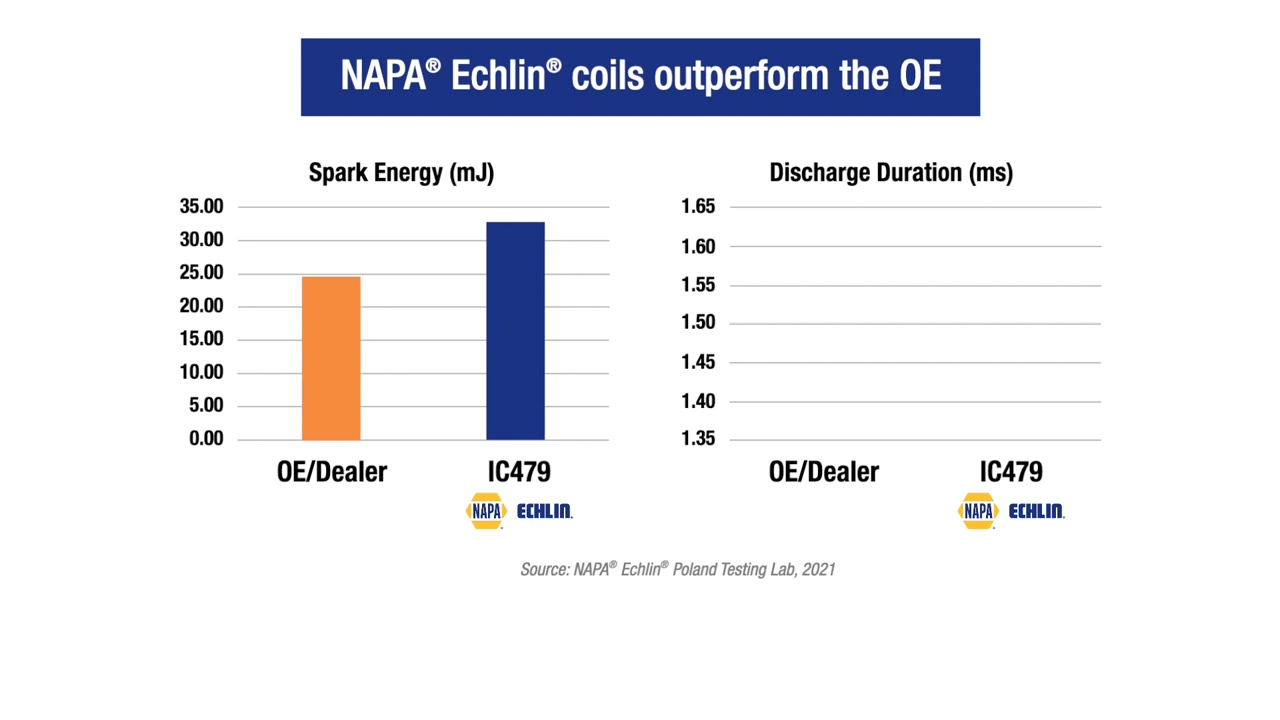 NAPA® Echlin® coils outperform the OE
Spark Energy (mJ)
35.00
30.00
25.00
20.00
15.00
10.00
5.00
0.00
OE/Dealer
IC479
NAPA ECHLIN.
Discharge Duration (ms)
1.65
1.60
1.55
1.50
1.45
1.40
1.35
OE/Dealer
IC479
NAPA ECHLIN.
Source: NAPA® Echlin® Poland Testing Lab, 2021